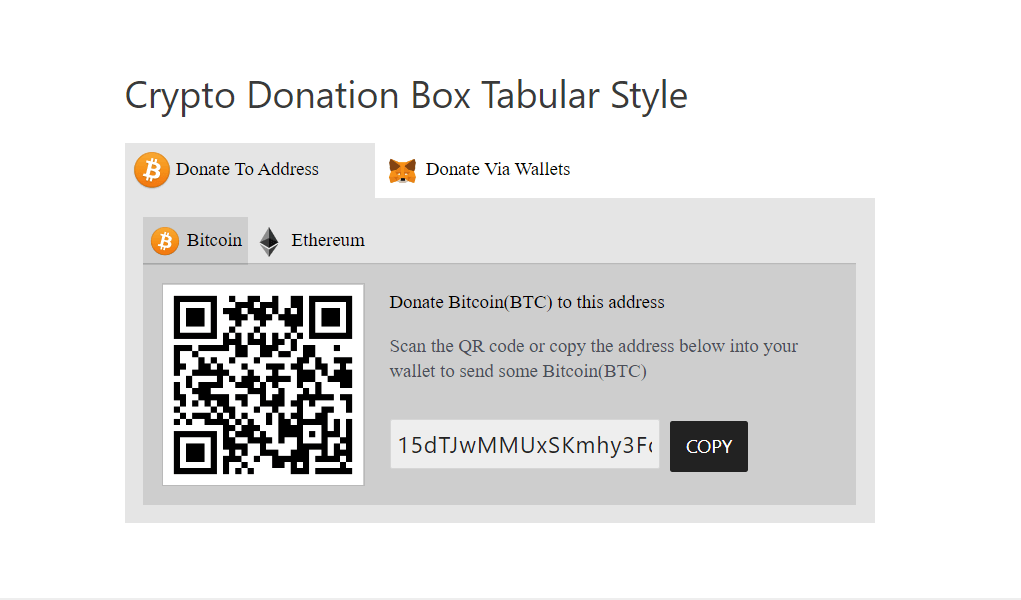 Crypto Donation Box Tabular Style
Donate To Address
Donate Via Wallets
Bitcoin
Ethereum
Donate Bitcoin(BTC) to this address
Scan the QR code or copy the address below into your
wallet to send some Bitcoin(BTC)
15dTJwMMUxSKmhy3F
COPY